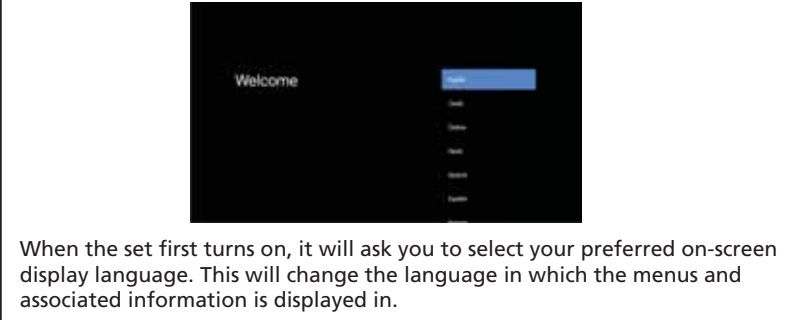 Welcome
When the set first turns on, it will ask you to select your preferred on-screen
display language. This will change the language in which the menus and
associated information is displayed in.